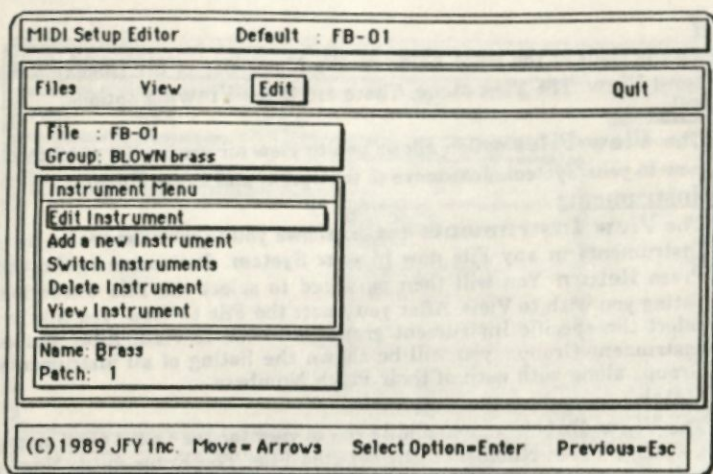 MIDI Setup Editor Default : FB-01
Files View Edit Quit
File : FB-01
Group: BLOWN brass
Instrument Menu
Edit Instrument
Add a new Instrument
Switch Instruments
Delete Instrument
View Instrument
Name: Brass
Patch: 1
(C)1989 JFY Inc. Move = Arrows Select Option=Enter Previous=Esc